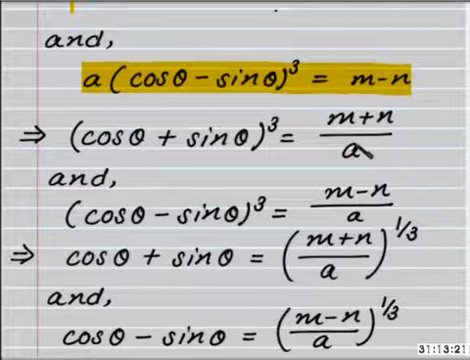 and,
a(cosθ - sinθ)³ = m-n
⇒ (cosθ + sinθ)³ = (m+n)/a
and,
(cosθ - sinθ)³ = (m-n)/a
⇒ cosθ + sinθ = ((m+n)/a)^1/3
and,
cosθ - sinθ = ((m-n)/a)^1/3
31:13:21